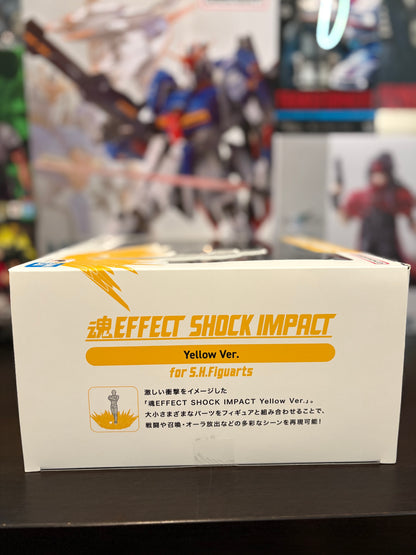 魂EFFECT SHOCK IMPACT
Yellow Ver.
for S.H.Figuarts
激しい衝撃をイメージした
「魂EFFECT SHOCK IMPACT Yellow Ver.」。
大小さまざまなパーツをフィギュアと組み合わせることで、
戦闘や召喚・オーラ放出などの多彩なシーンを再現可能!